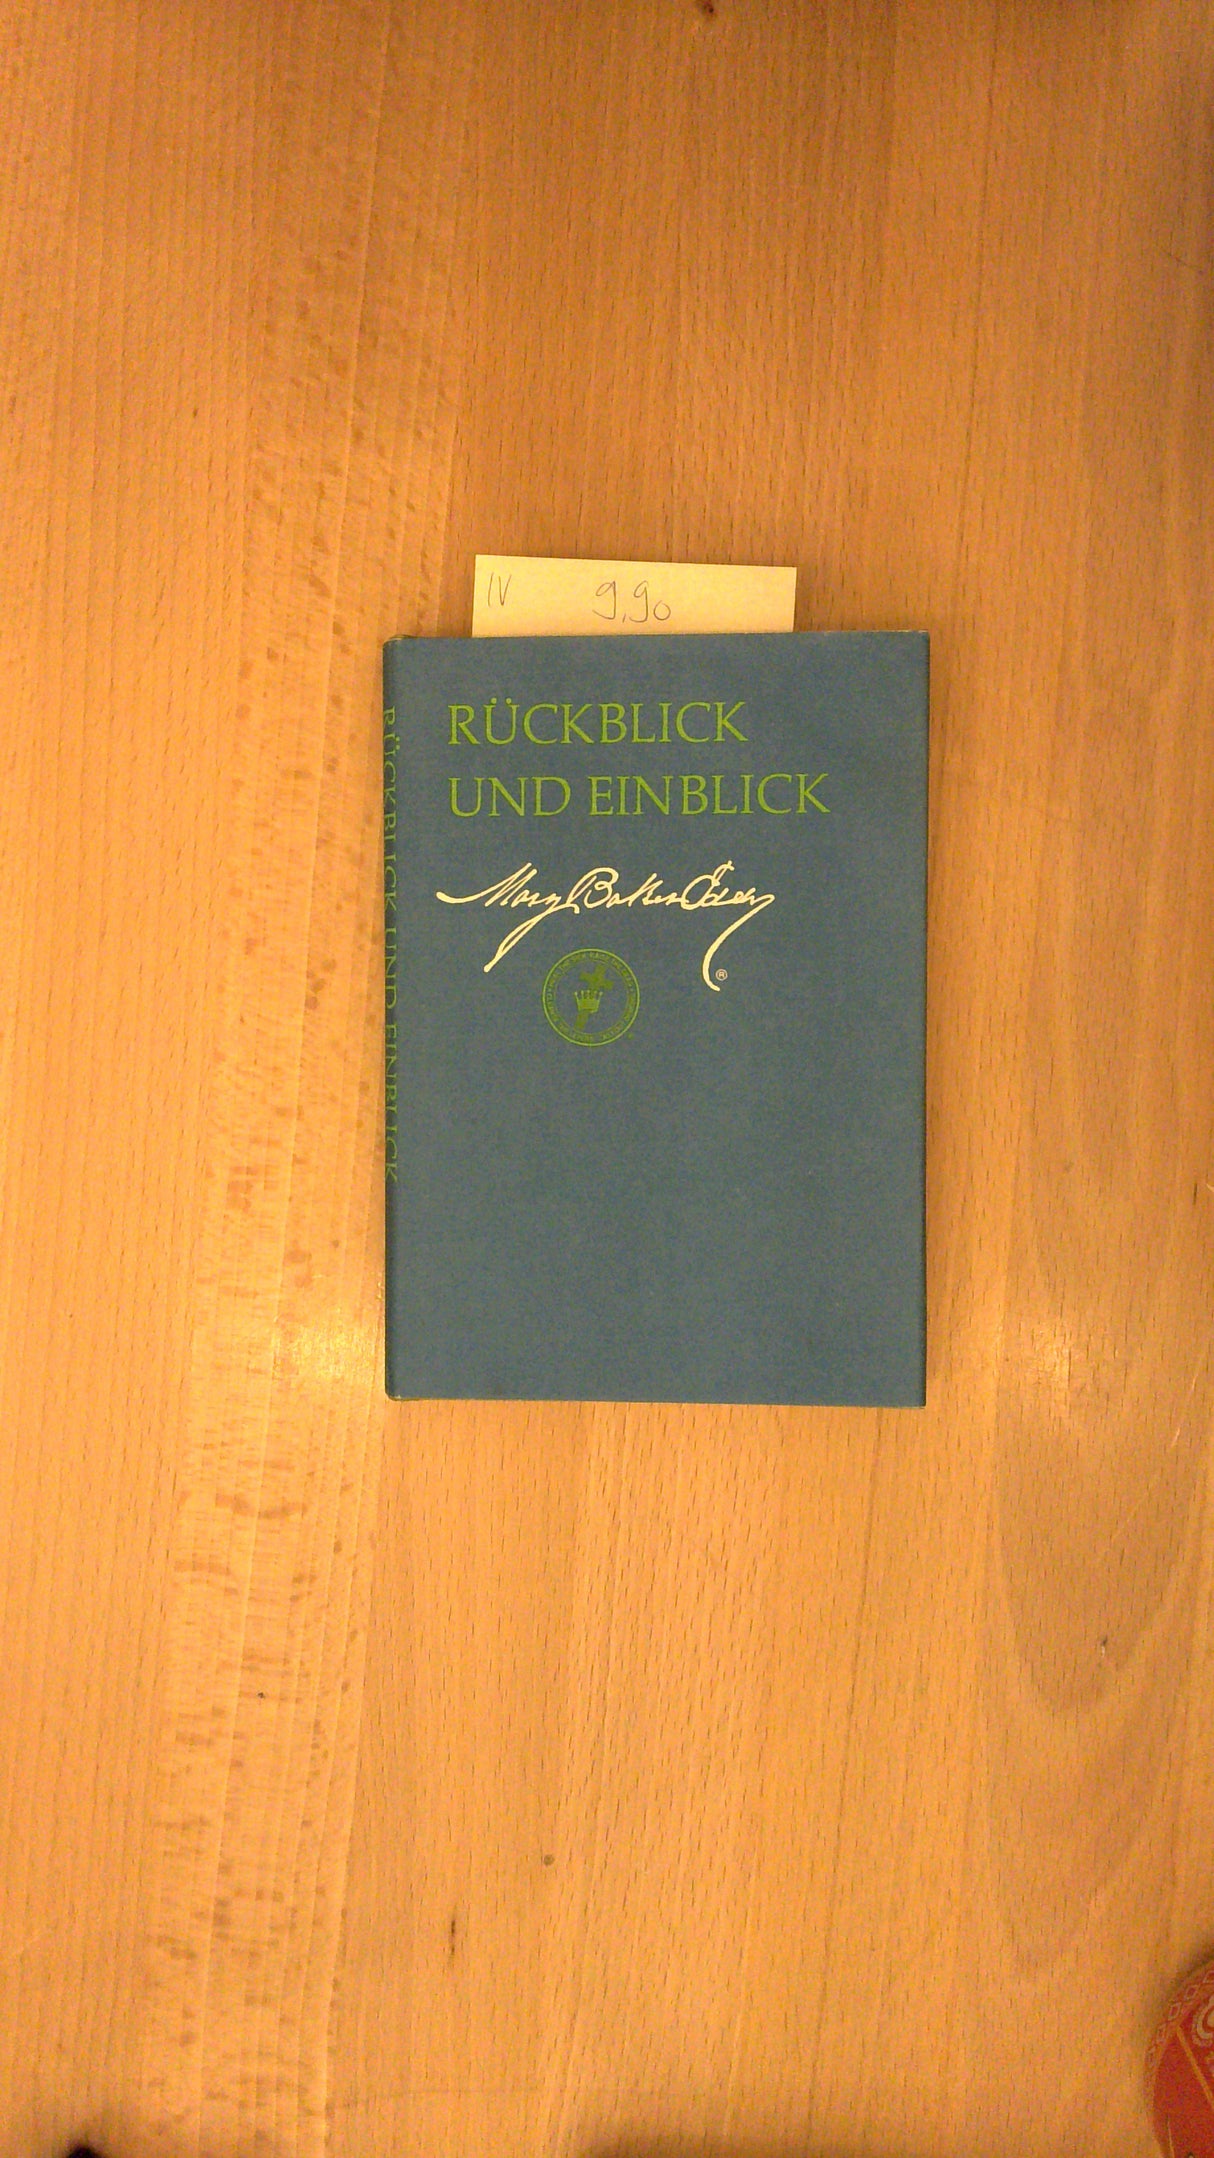 IV 9,90
RÜCKBLICK
UND EINBLICK
Mary Baker Eddy
®
RÜCKBLICK UND EINBLICK